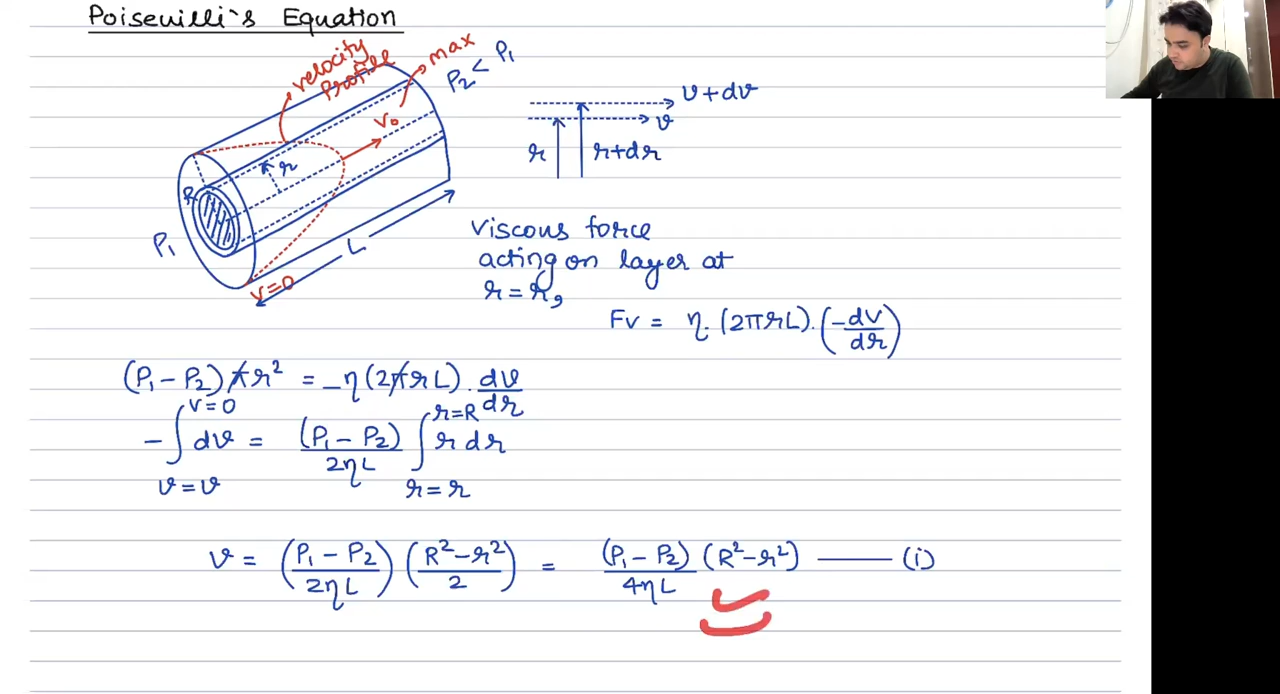 Poiseuilli's Equation
velocity
Profile
max
P₂ < P₁
v₀
r
R
P₁
L
v=0
v+dv
v
r
r+dr
viscous force
acting on layer at
r = r,
Fv = η. (2πrL). (-dv/dr)
(P₁ - P₂) πr² = -η (2πrL) . dv/dr
-∫_{v=v}^{v=0} dv = (P₁ - P₂)/2ηL ∫_{r=r}^{r=R} r dr
v = ((P₁ - P₂)/2ηL) ((R² - r²)/2) = (P₁ - P₂)/4ηL (R² - r²) —— (i)